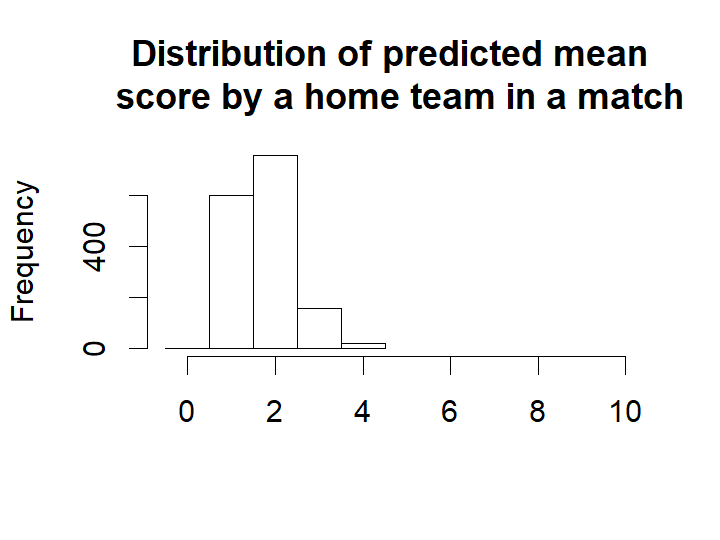 Distribution of predicted mean
score by a home team in a match
Frequency
400
0
0 2 4 6 8 10